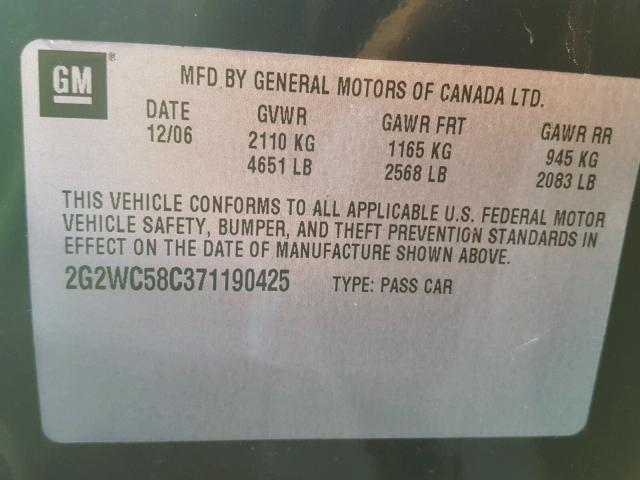 GM ®
MFD BY GENERAL MOTORS OF CANADA LTD.
DATE GVWR GAWR FRT GAWR RR
12/06 2110 KG 1165 KG 945 KG
4651 LB 2568 LB 2083 LB
THIS VEHICLE CONFORMS TO ALL APPLICABLE U.S. FEDERAL MOTOR
VEHICLE SAFETY, BUMPER, AND THEFT PREVENTION STANDARDS IN
EFFECT ON THE DATE OF MANUFACTURE SHOWN ABOVE.
2G2WC58C371190425 TYPE: PASS CAR